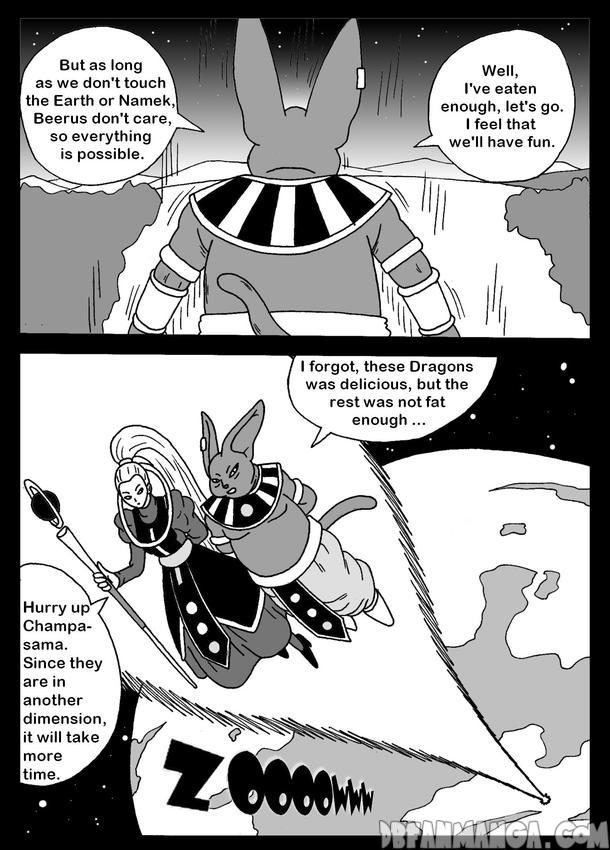 But as long
as we don't touch
the Earth or Namek,
Beerus don't care,
so everything
is possible.
Well,
I've eaten
enough, let's go.
I feel that
we'll have fun.
I forgot, these Dragons
was delicious, but the
rest was not fat
enough ...
Hurry up
Champa-
sama.
Since they
are in
another
dimension,
it will take
more
time.
ZOOOOWWW
DBFANMANGA.COM